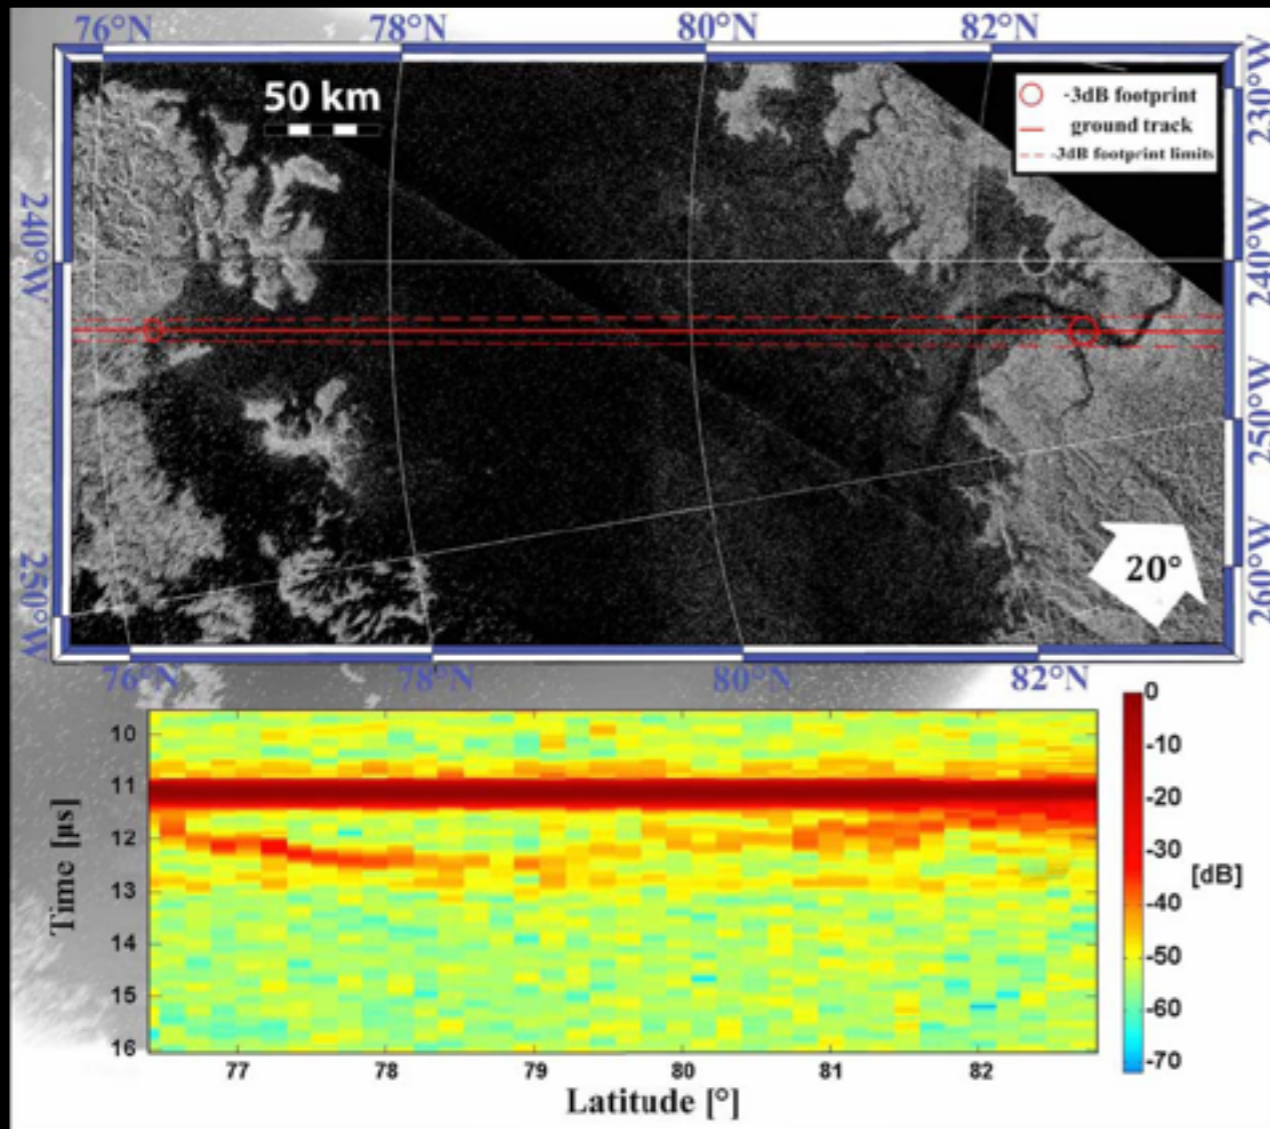 76°N 78°N 80°N 82°N
50 km
-3dB footprint
ground track
-3dB footprint limits
230°W
240°W
240°W
250°W
250°W
260°W
20°
76°N 78°N 80°N 82°N
0
-10
-20
-30
-40
-50
-60
-70
[dB]
Time [µs]
10
11
12
13
14
15
16
77 78 79 80 81 82
Latitude [°]